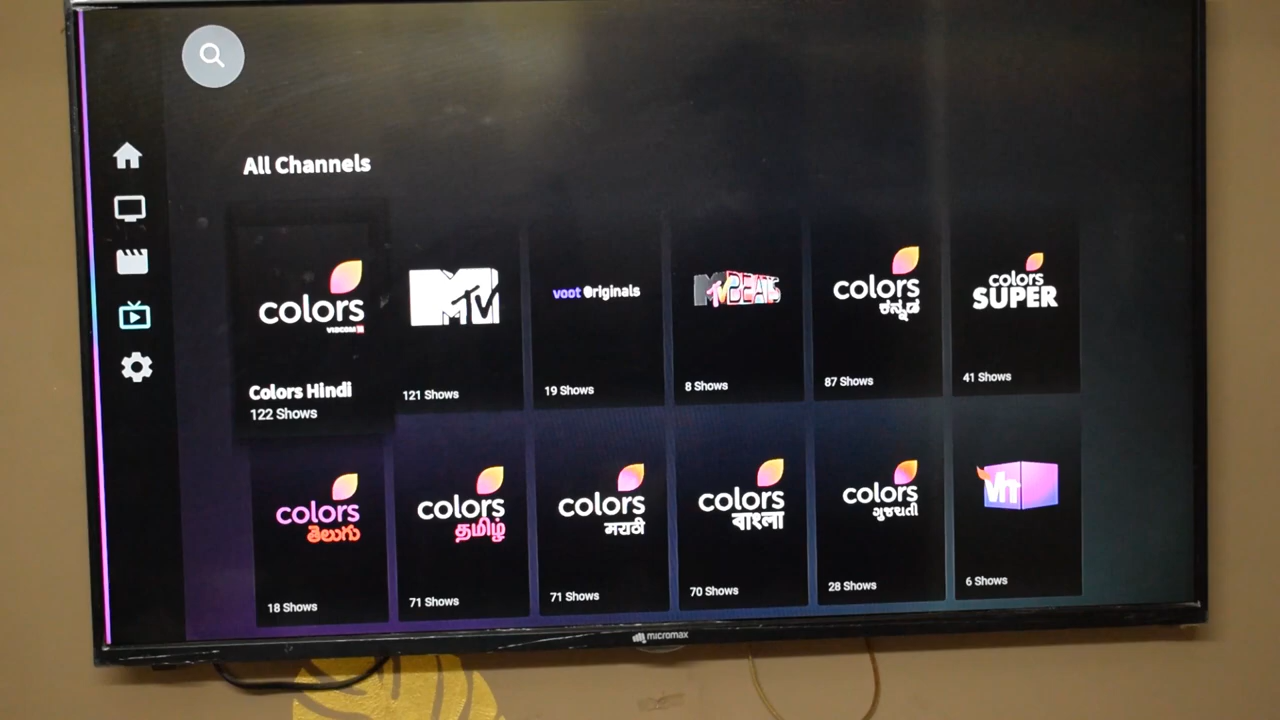 All Channels
colors
VIACOM18
Colors Hindi
122 Shows
MTV
121 Shows
voot Originals
19 Shows
MTV BEATS
8 Shows
colors
ಕನ್ನಡ
87 Shows
colors
SUPER
41 Shows
colors
తెలుగు
18 Shows
colors
தமிழ்
71 Shows
colors
मराठी
71 Shows
colors
বাংলা
70 Shows
colors
ગુજરાતી
28 Shows
Vh1
6 Shows
micromax